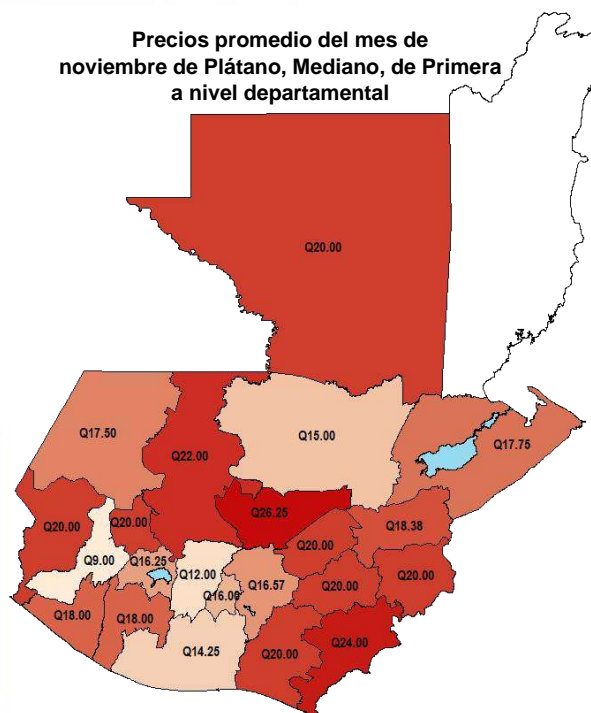 Precios promedio del mes de
noviembre de Plátano, Mediano, de Primera
a nivel departamental
Q20.00
Q17.50
Q15.00
Q17.75
Q22.00
Q26.25
Q20.00
Q20.00
Q18.38
Q20.00
Q9.00
Q16.25
Q12.00
Q16.57
Q20.00
Q20.00
Q16.00
Q18.00
Q18.00
Q14.25
Q20.00
Q24.00